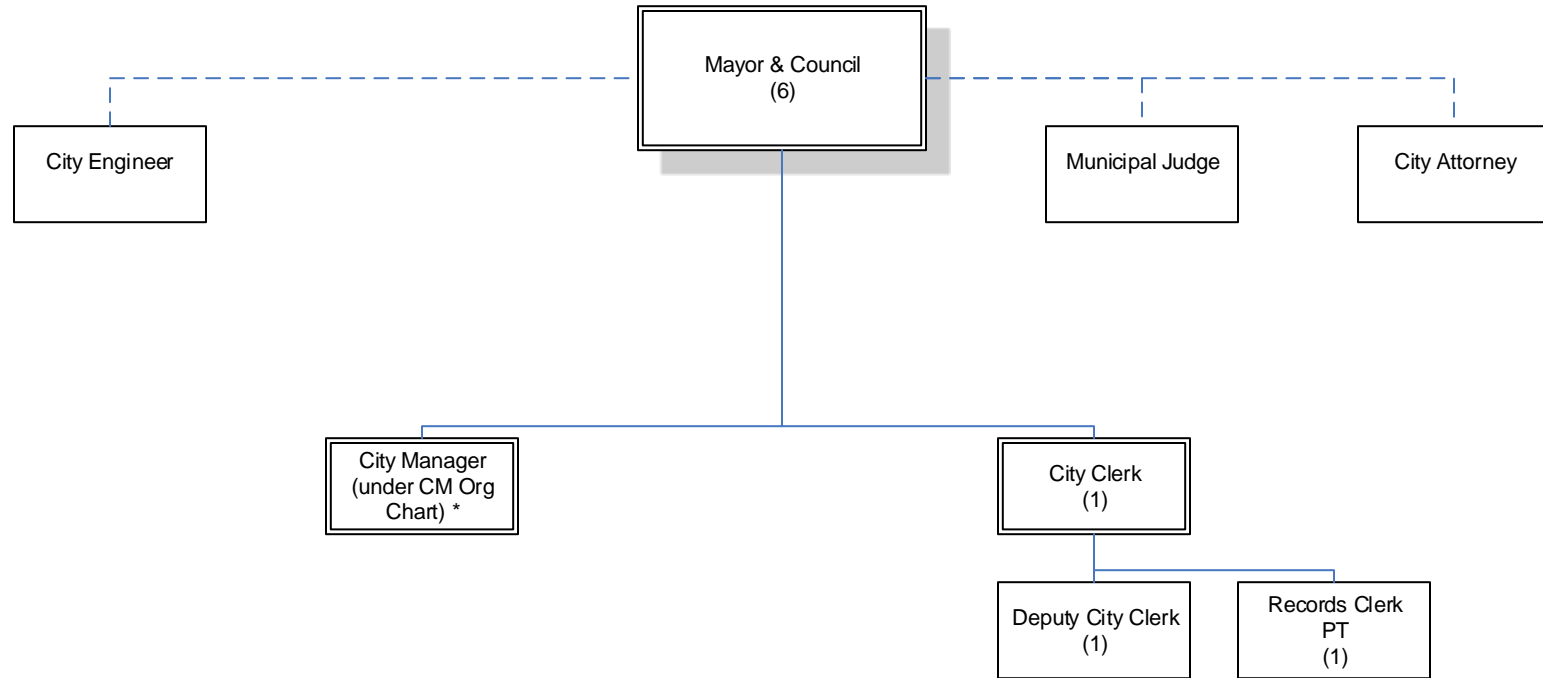 Mayor & Council
(6)
City Engineer
Municipal Judge
City Attorney
City Manager
(under CM Org
Chart) *
City Clerk
(1)
Deputy City Clerk
(1)
Records Clerk
PT
(1)